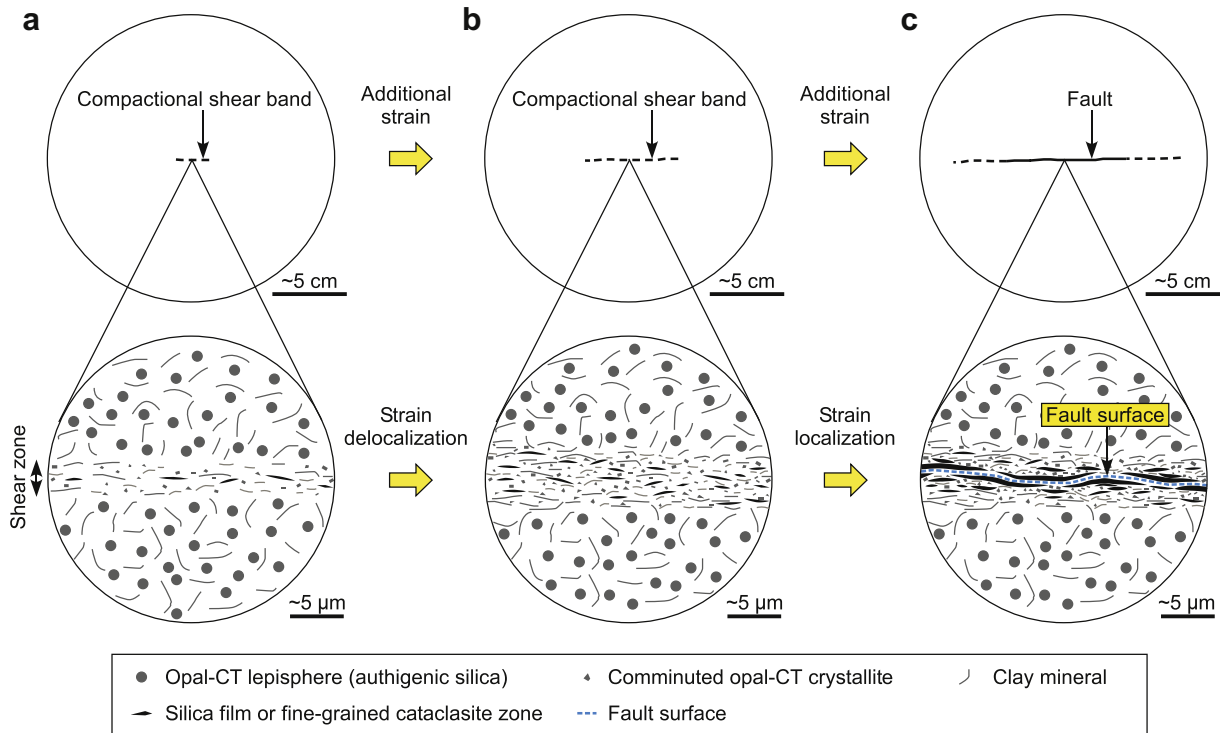 a
b
c
Compactional shear band
Additional
strain
Compactional shear band
Additional
strain
Fault
~5 cm
~5 cm
~5 cm
Shear zone
Strain
delocalization
Strain
localization
Fault surface
~5 µm
~5 µm
~5 µm
Opal-CT lepisphere (authigenic silica)
Comminuted opal-CT crystallite
Clay mineral
Silica film or fine-grained cataclasite zone
Fault surface